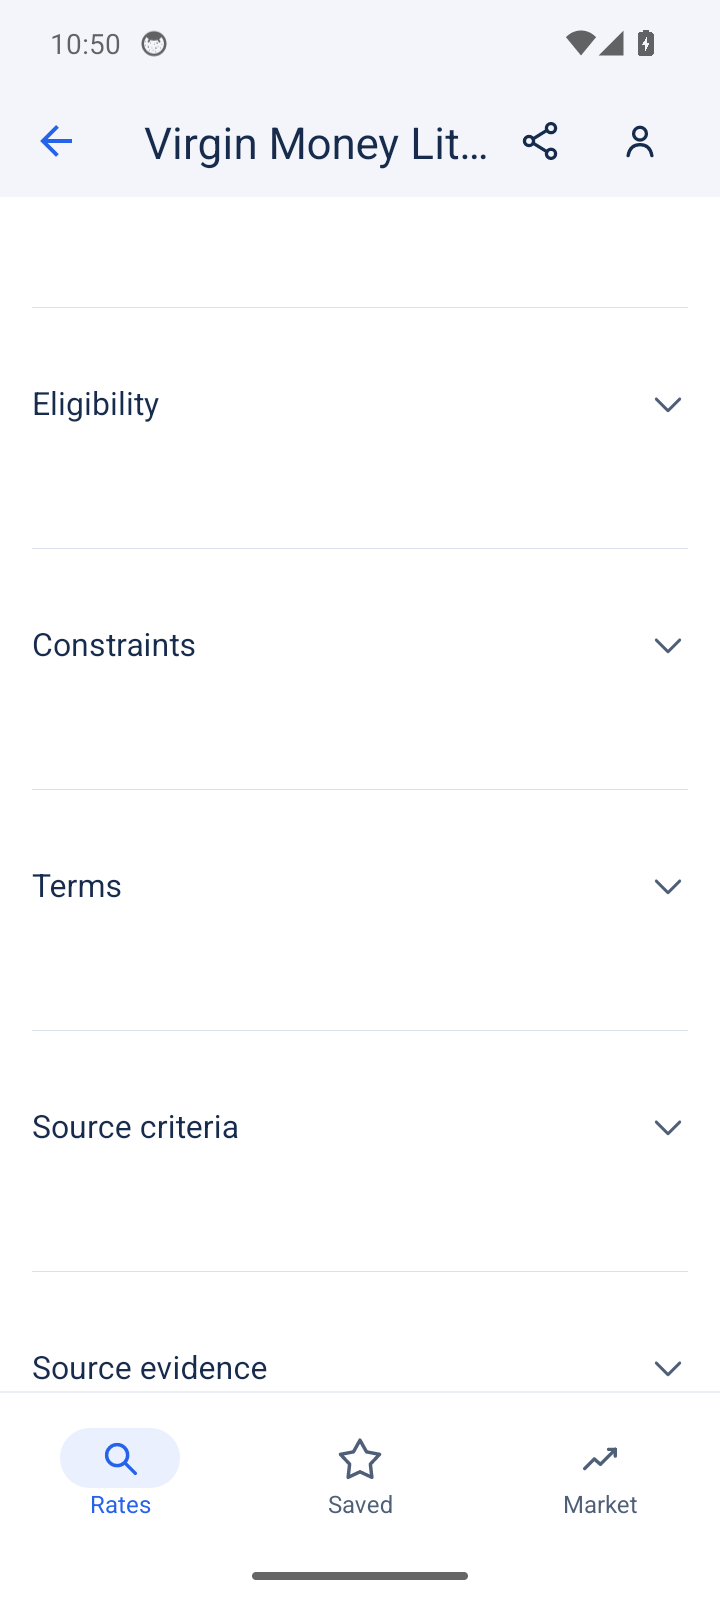 10:50
Virgin Money Lit...
Eligibility
Constraints
Terms
Source criteria
Source evidence
Rates
Saved
Market